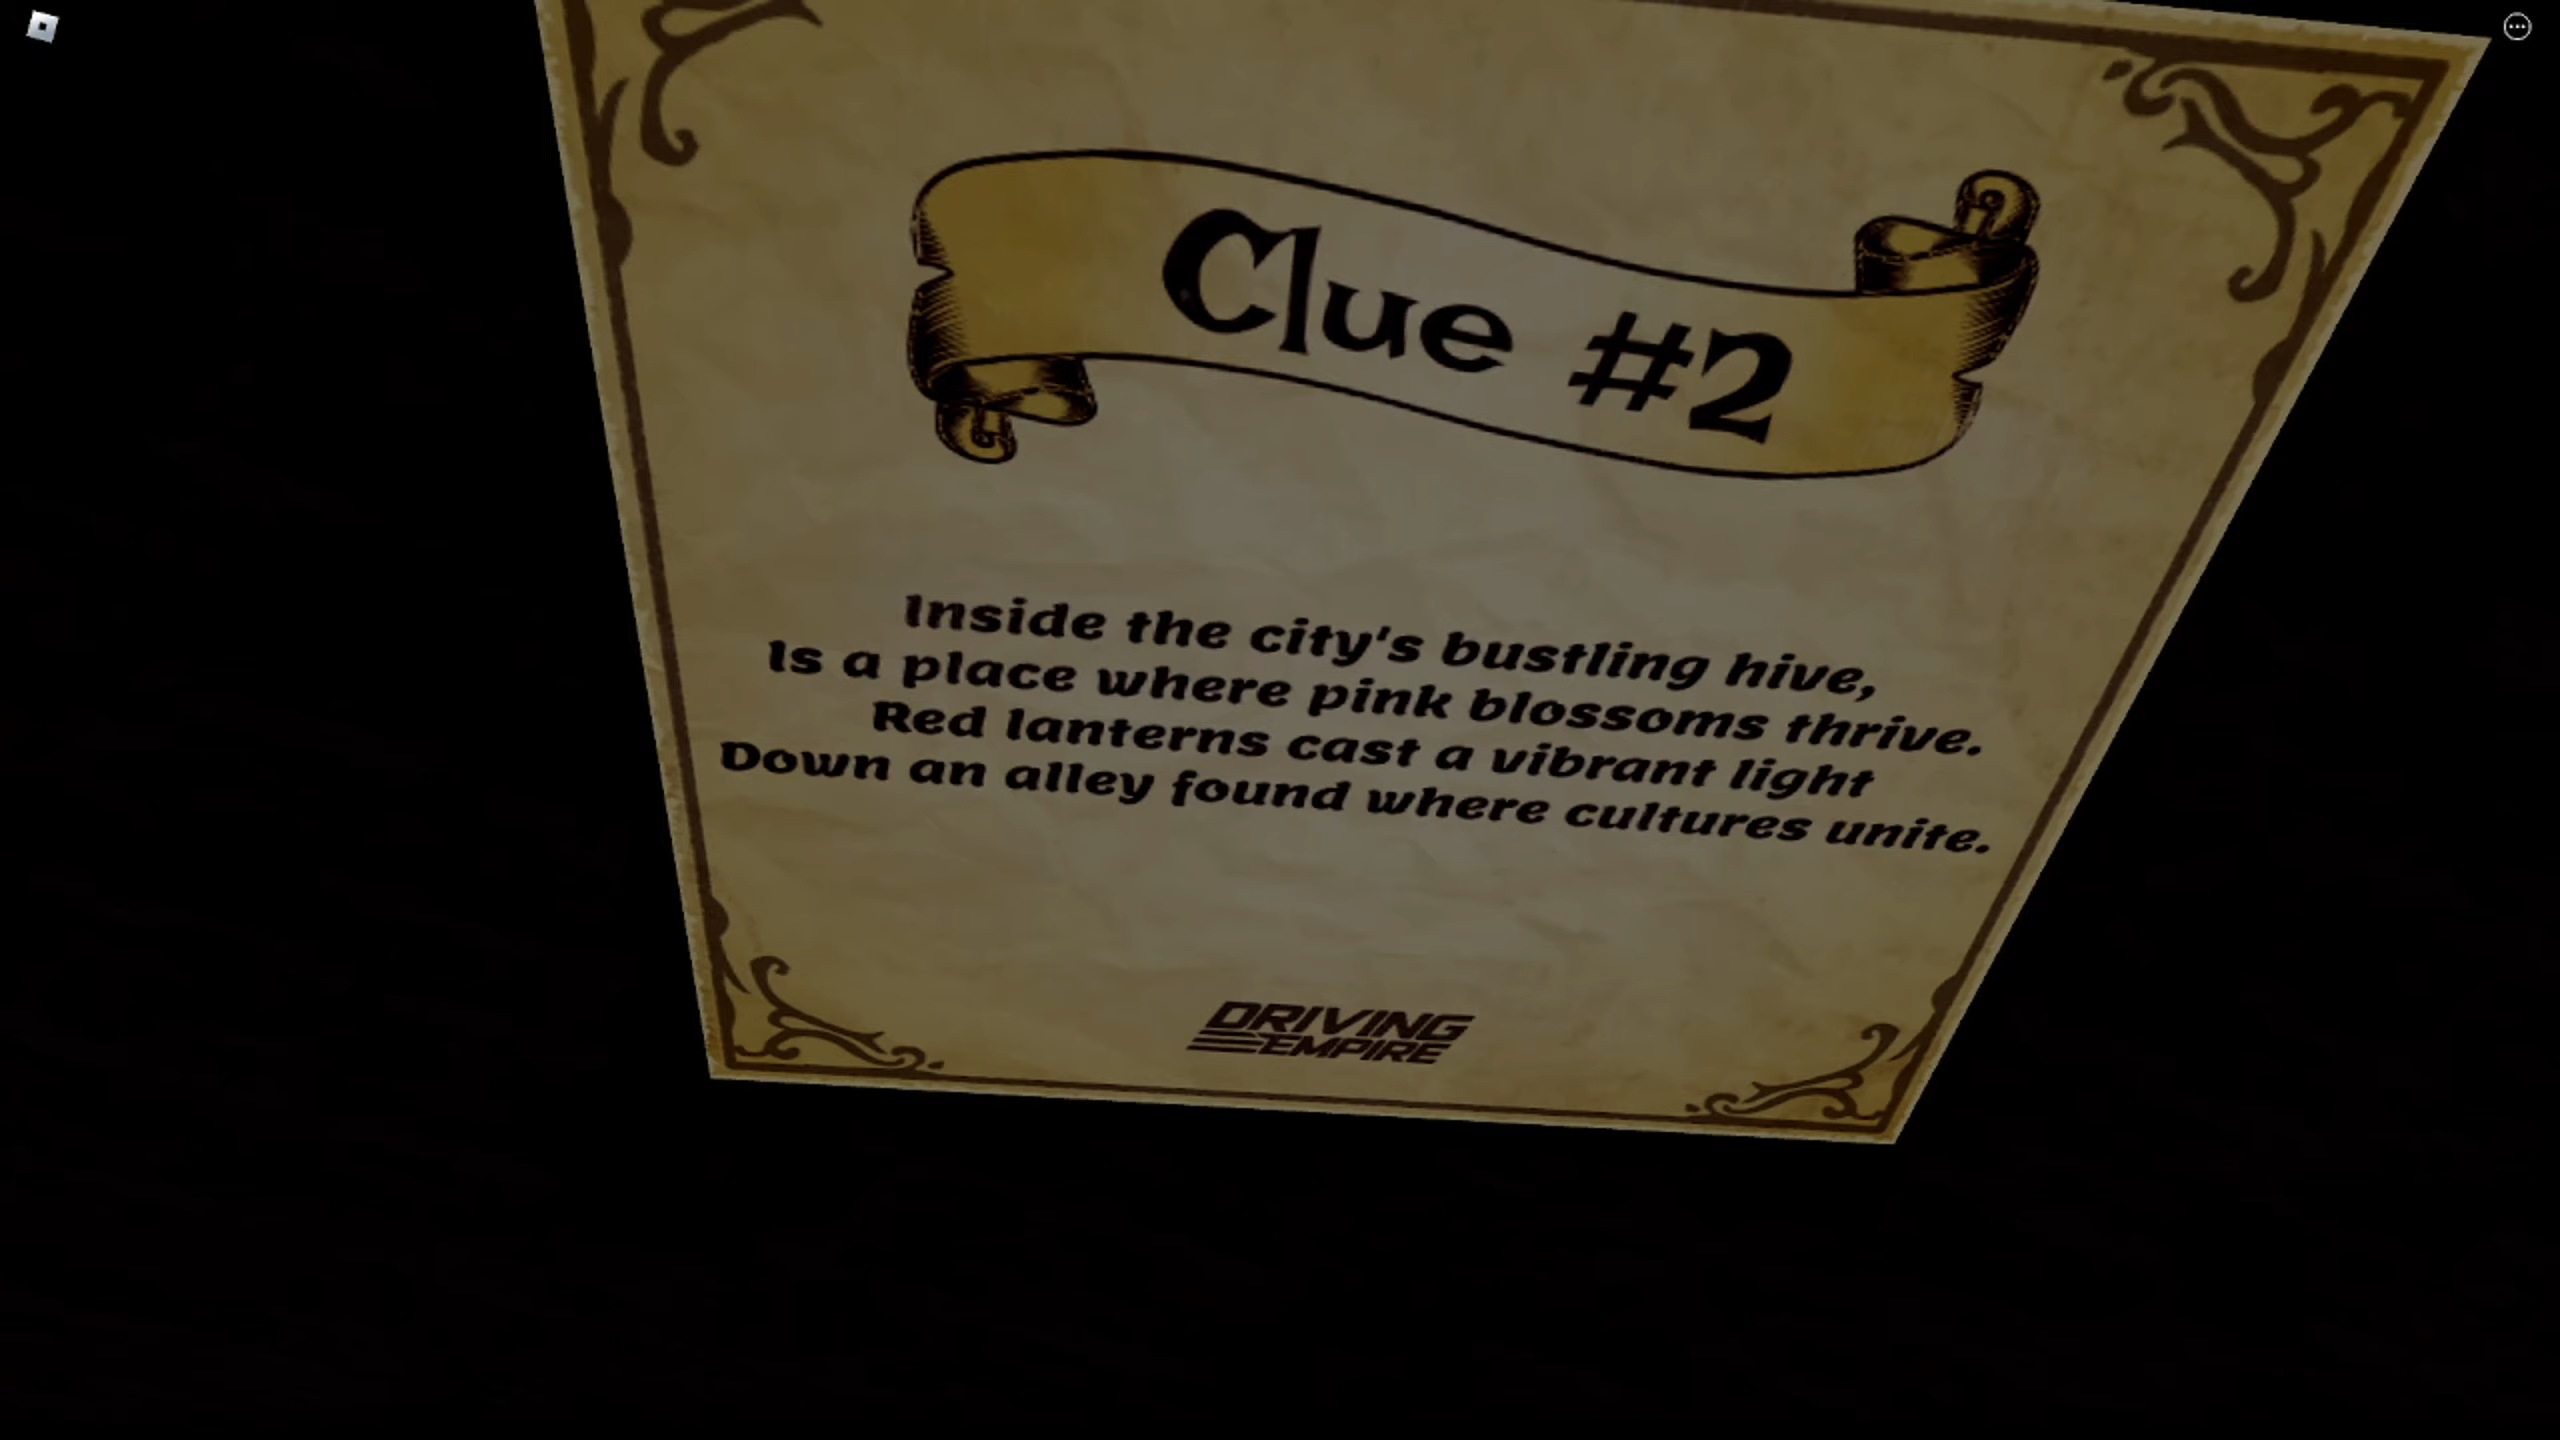 Clue #2
Inside the city's bustling hive,
Is a place where pink blossoms thrive.
Red lanterns cast a vibrant light
Down an alley found where cultures unite.
DRIVING
EMPIRE